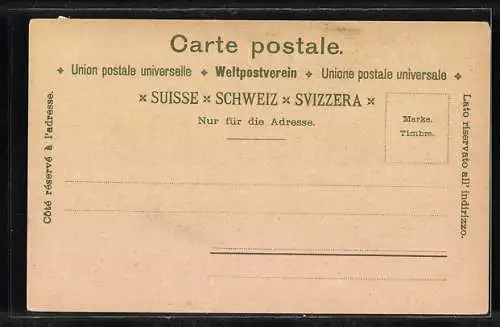 Carte postale.
✦ Union postale universelle ✦ Weltpostverein ✦ Unione postale universale ✦
× SUISSE × SCHWEIZ × SVIZZERA ×
Nur für die Adresse.
Marke.
Timbre.
Côté réservé à l'adresse.
Lato riservato all' indirizzo.